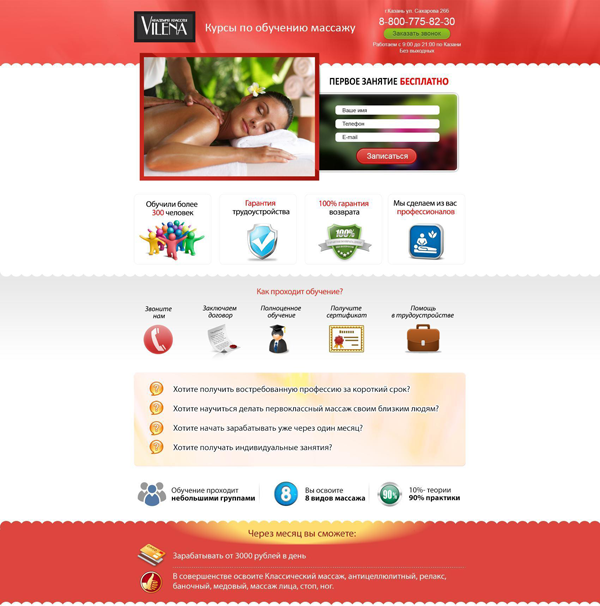 АКАДЕМИЯ КРАСОТЫ
VILENA
Курсы по обучению массажу
г.Казань ул .Сахарова 26б
8-800-775-82-30
Заказать звонок
Работаем с 9:00 до 21:00 по Казани
Без выходных
ПЕРВОЕ ЗАНЯТИЕ БЕСПЛАТНО
Ваше имя
Телефон
E-mail
Записаться
Обучили более
300 человек
Гарантия
трудоустройства
100% гарантия
возврата
100%
Мы сделаем из вас
профессионалов
Как проходит обучение?
Звоните
нам
Заключаем
договор
Полноценное
обучение
Получите
сертификат
Помощь
в трудоустройстве
Хотите получить востребованную профессию за короткий срок?
Хотите научиться делать первоклассный массаж своим близким людям?
Хотите начать зарабатывать уже через один месяц?
Хотите получать индивидуальные занятия?
Обучение проходит
небольшими группами
8
Вы освоите
8 видов массажа
90%
10%- теории
90% практики
Через месяц вы сможете:
Зарабатывать от 3000 рублей в день
В совершенстве освоите Классический массаж, антицеллюлитный, релакс,
баночный, медовый, массаж лица, стоп, ног.